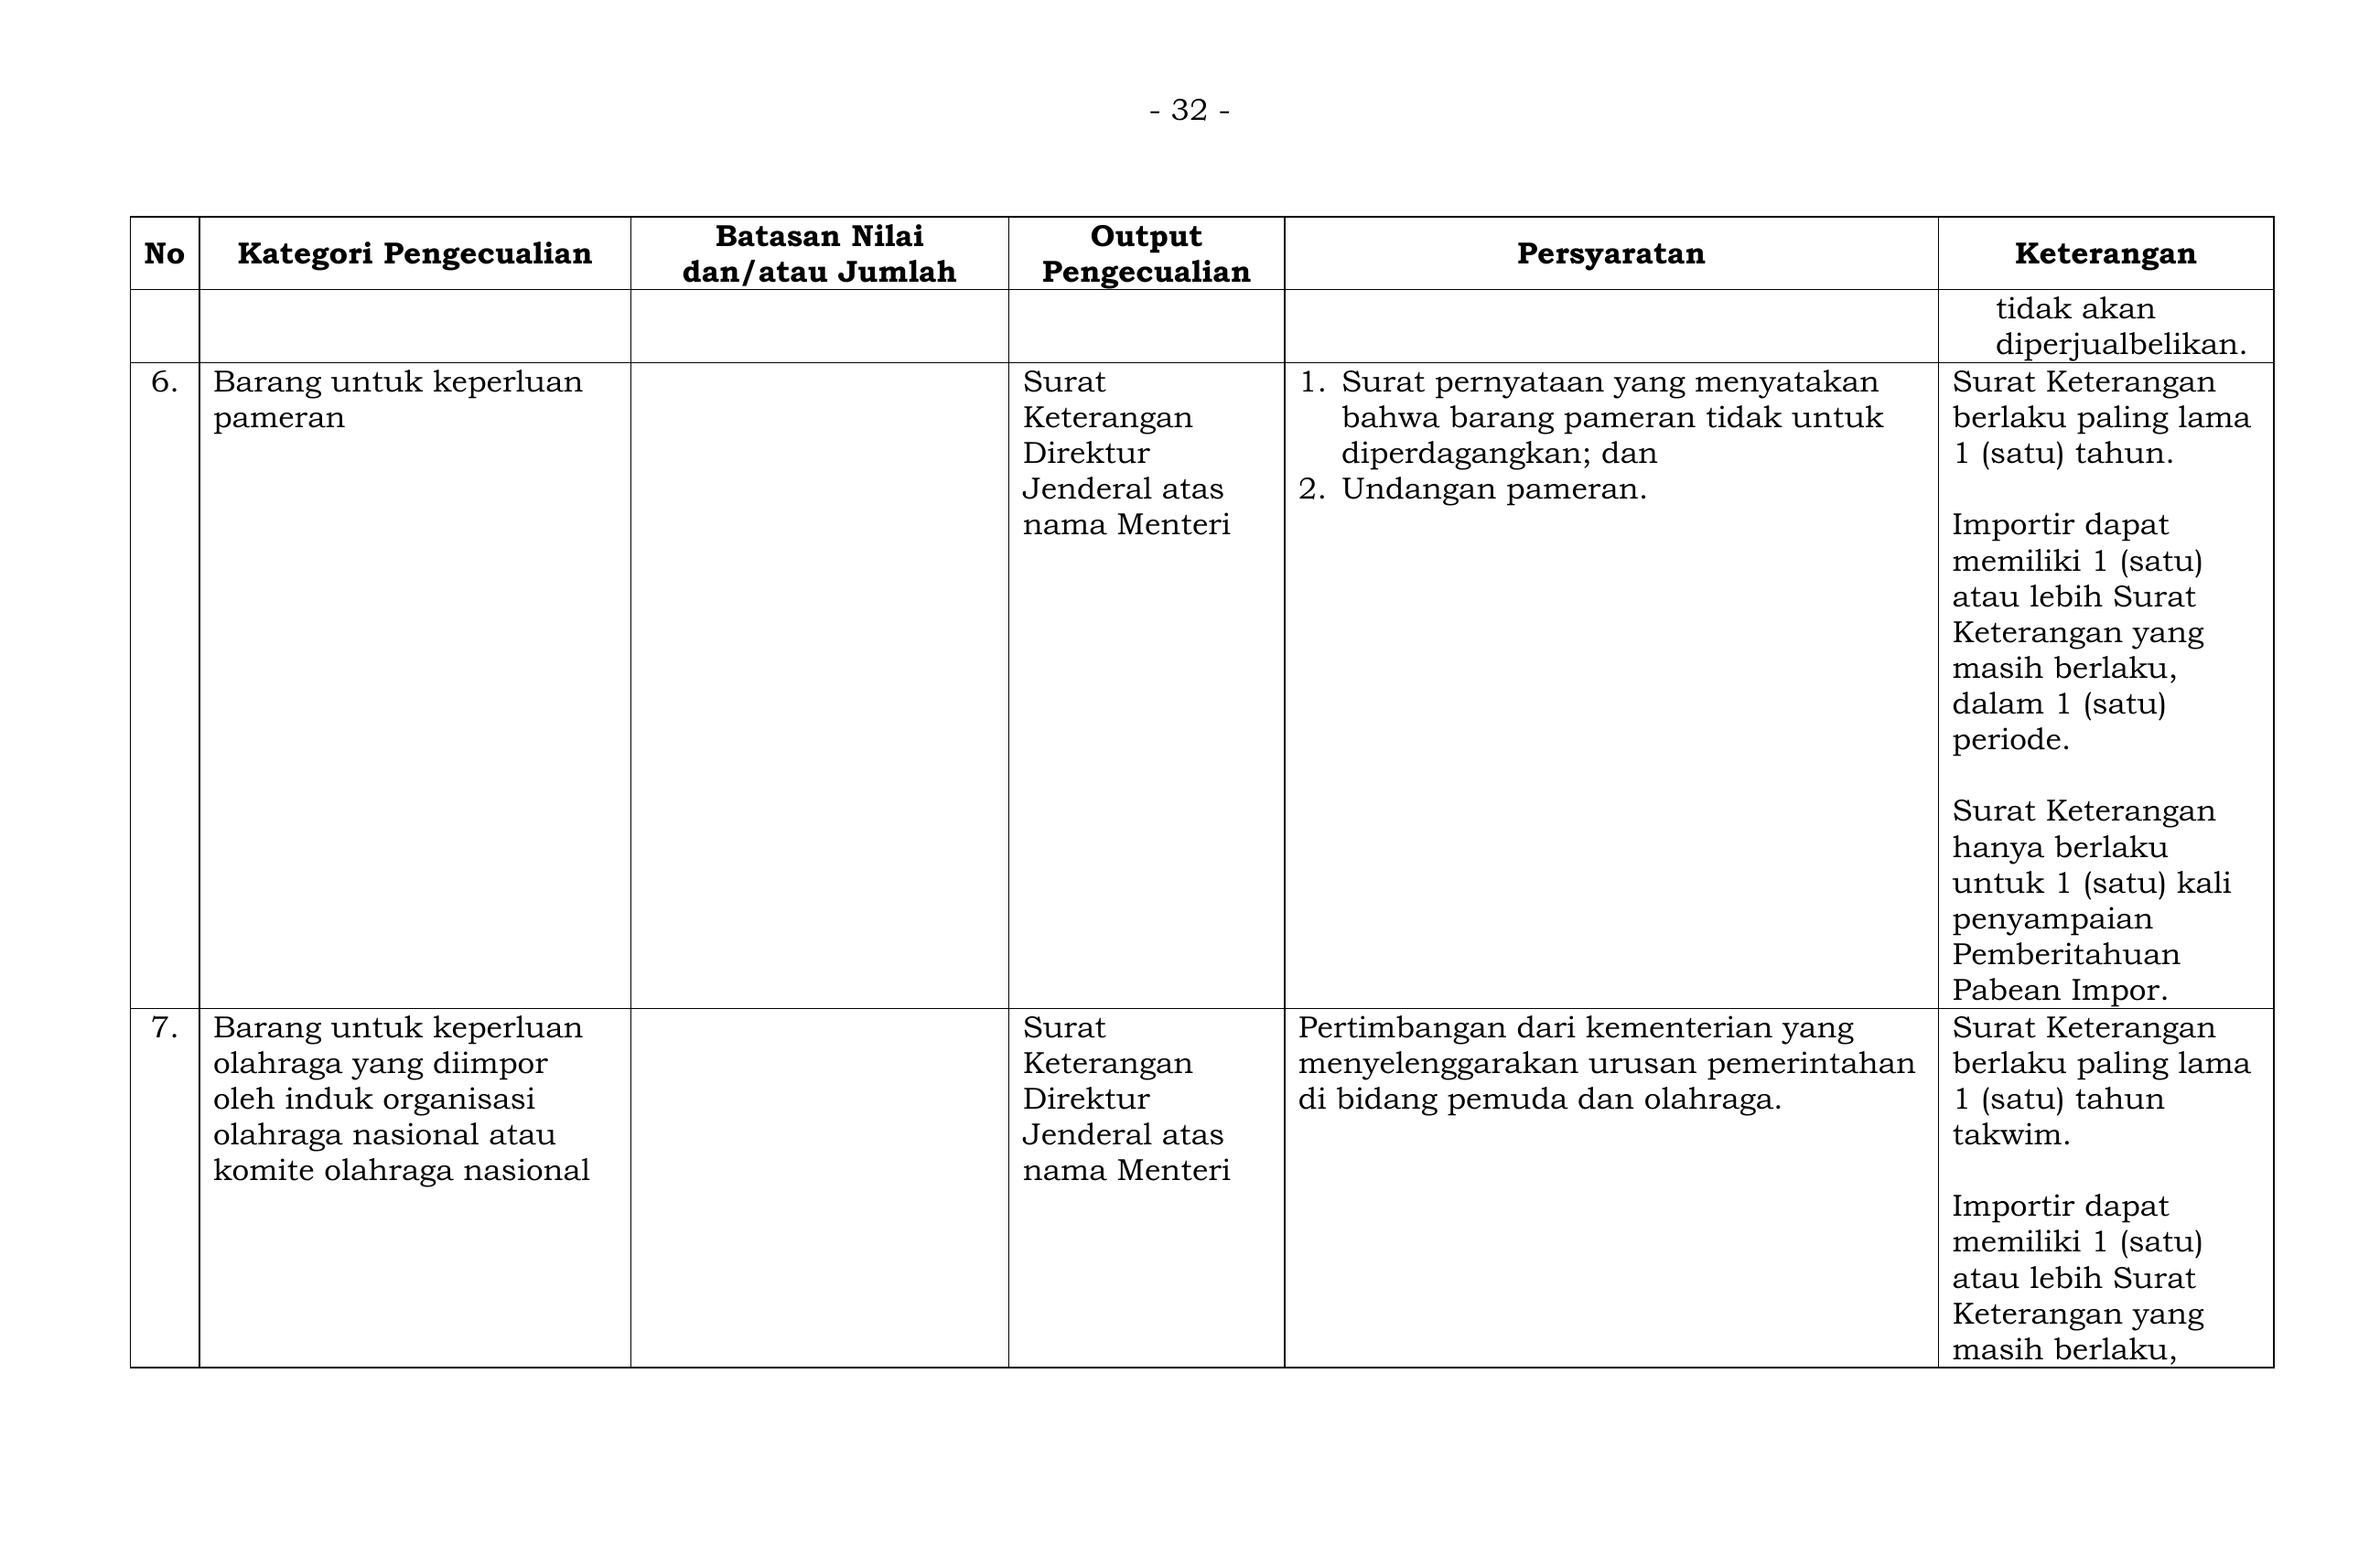 - 32 -
No
Kategori Pengecualian
Batasan Nilai
dan/atau Jumlah
Output
Pengecualian
Persyaratan
Keterangan
tidak akan
diperjualbelikan.
6.
Barang untuk keperluan
pameran
Surat
Keterangan
Direktur
Jenderal atas
nama Menteri
1. Surat pernyataan yang menyatakan
bahwa barang pameran tidak untuk
diperdagangkan; dan
2. Undangan pameran.
Surat Keterangan
berlaku paling lama
1 (satu) tahun.
Importir dapat
memiliki 1 (satu)
atau lebih Surat
Keterangan yang
masih berlaku,
dalam 1 (satu)
periode.
Surat Keterangan
hanya berlaku
untuk 1 (satu) kali
penyampaian
Pemberitahuan
Pabean Impor.
7.
Barang untuk keperluan
olahraga yang diimpor
oleh induk organisasi
olahraga nasional atau
komite olahraga nasional
Surat
Keterangan
Direktur
Jenderal atas
nama Menteri
Pertimbangan dari kementerian yang
menyelenggarakan urusan pemerintahan
di bidang pemuda dan olahraga.
Surat Keterangan
berlaku paling lama
1 (satu) tahun
takwim.
Importir dapat
memiliki 1 (satu)
atau lebih Surat
Keterangan yang
masih berlaku,